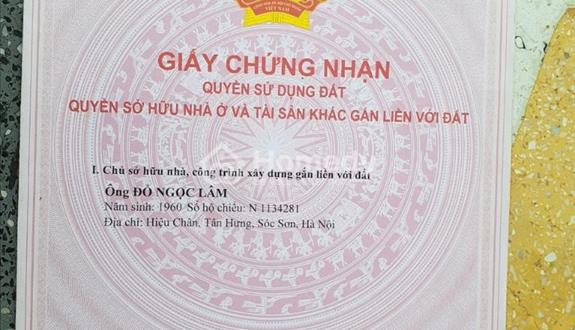 GIẤY CHỨNG NHẬN
QUYỀN SỬ DỤNG ĐẤT
QUYỀN SỞ HỮU NHÀ Ở VÀ TÀI SẢN KHÁC GẮN LIỀN VỚI ĐẤT
Homedy
I. Chủ sở hữu nhà, công trình xây dựng gắn liền với đất
Ông ĐỖ NGỌC LÂM
Năm sinh: 1960 Số hộ chiếu: N 1134281
Địa chỉ: Hiệu Chân, Tân Hưng, Sóc Sơn, Hà Nội